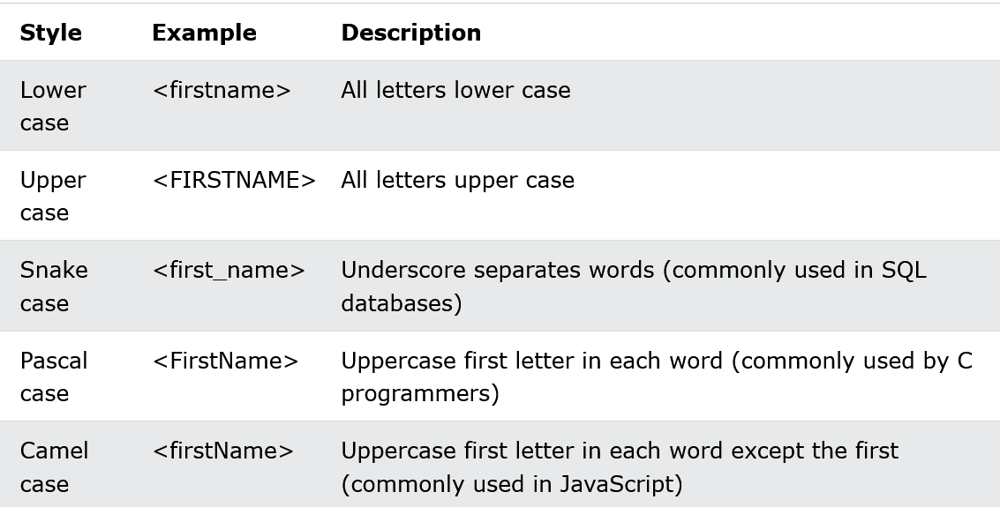 Style Example Description
Lower case <firstname> All letters lower case
Upper case <FIRSTNAME> All letters upper case
Snake case <first_name> Underscore separates words (commonly used in SQL databases)
Pascal case <FirstName> Uppercase first letter in each word (commonly used by C programmers)
Camel case <firstName> Uppercase first letter in each word except the first (commonly used in JavaScript)